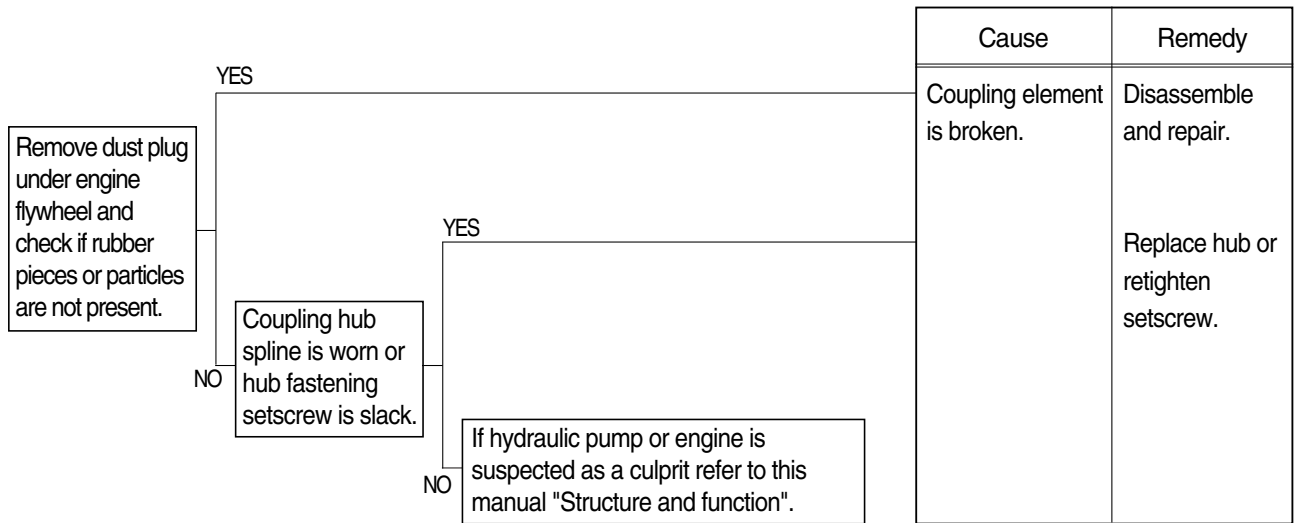 Cause
Remedy
YES
Coupling element
is broken.
Disassemble
and repair.
Remove dust plug
under engine
flywheel and
check if rubber
pieces or particles
are not present.
YES
Replace hub or
retighten
setscrew.
NO
Coupling hub
spline is worn or
hub fastening
setscrew is slack.
NO
If hydraulic pump or engine is
suspected as a culprit refer to this
manual "Structure and function".